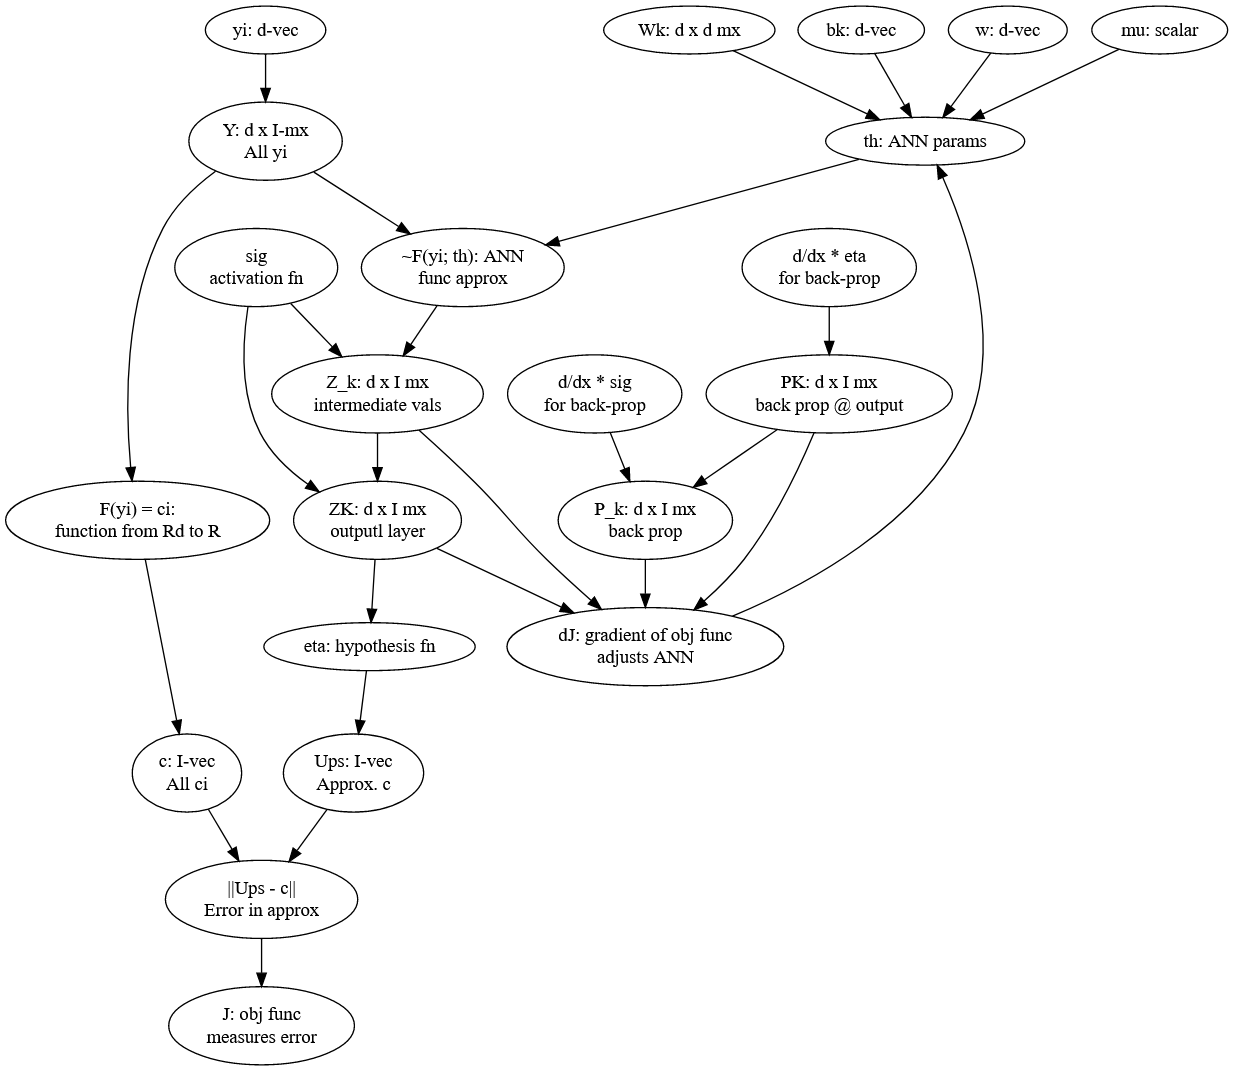 yi: d-vec
Wk: d x d mx
bk: d-vec
w: d-vec
mu: scalar
Y: d x I-mx
All yi
th: ANN params
sig
activation fn
~F(yi; th): ANN
func approx
d/dx * eta
for back-prop
Z_k: d x I mx
intermediate vals
d/dx * sig
for back-prop
PK: d x I mx
back prop @ output
F(yi) = ci:
function from Rd to R
ZK: d x I mx
outputl layer
P_k: d x I mx
back prop
eta: hypothesis fn
dJ: gradient of obj func
adjusts ANN
c: I-vec
All ci
Ups: I-vec
Approx. c
||Ups - c||
Error in approx
J: obj func
measures error